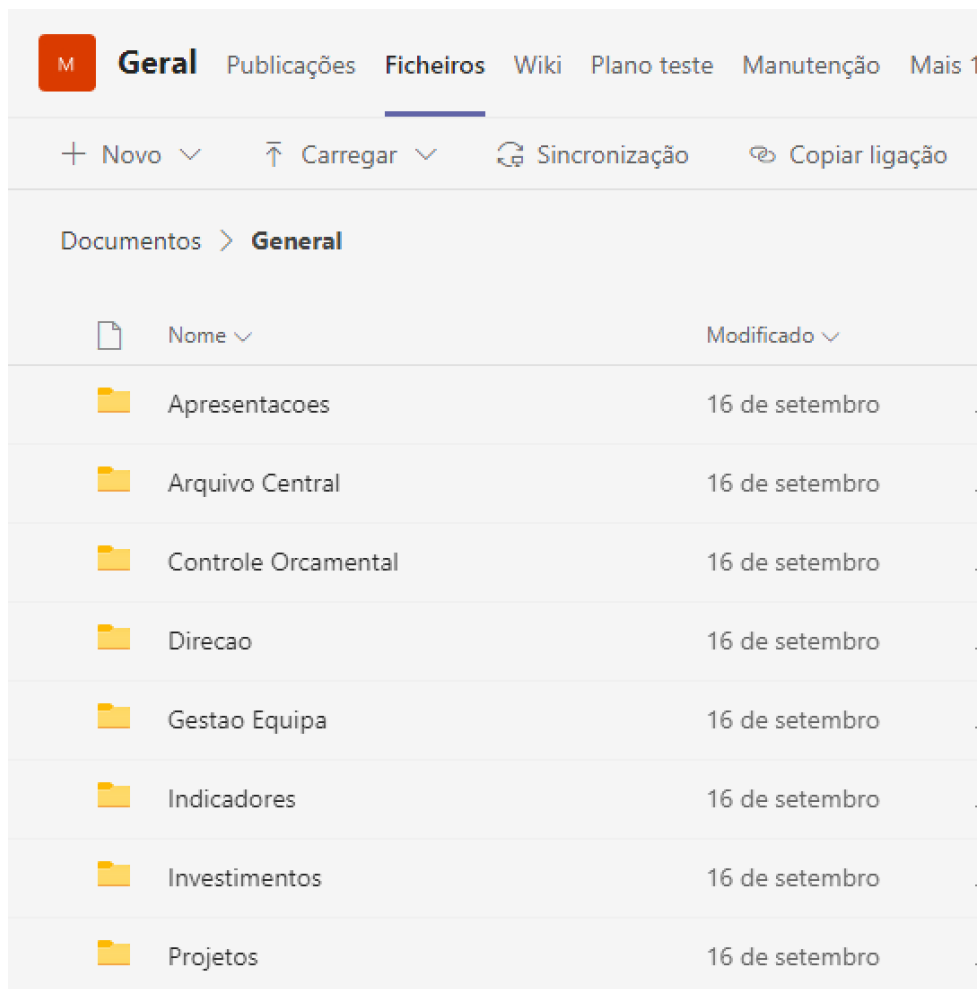 M Geral Publicações Ficheiros Wiki Plano teste Manutenção Mais 1
Novo Carregar Sincronização Copiar ligação
Documentos General
Nome Modificado
Apresentacoes 16 de setembro
Arquivo Central 16 de setembro
Controle Orcamental 16 de setembro
Direcao 16 de setembro
Gestao Equipa 16 de setembro
Indicadores 16 de setembro
Investimentos 16 de setembro
Projetos 16 de setembro